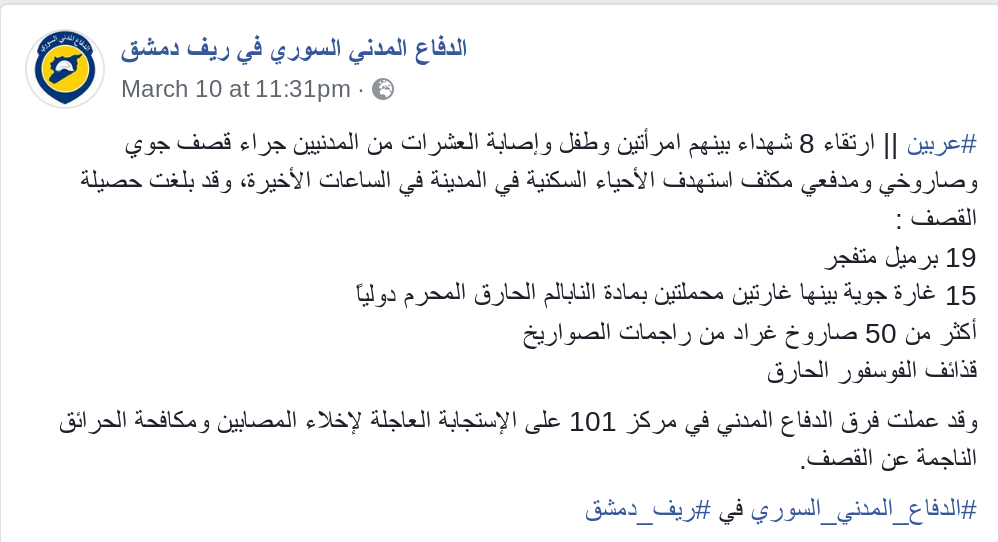 الدفاع المدني السوري
الدفاع المدني السوري في ريف دمشق
March 10 at 11:31pm ·
#عربين || ارتقاء 8 شهداء بينهم امرأتين وطفل وإصابة العشرات من المدنيين جراء قصف جوي
وصاروخي ومدفعي مكثف استهدف الأحياء السكنية في المدينة في الساعات الأخيرة، وقد بلغت حصيلة
القصف :
19 برميل متفجر
15 غارة جوية بينها غارتين محملتين بمادة النابالم الحارق المحرم دولياً
أكثر من 50 صاروخ غراد من راجمات الصواريخ
قذائف الفوسفور الحارق
وقد عملت فرق الدفاع المدني في مركز 101 على الإستجابة العاجلة لإخلاء المصابين ومكافحة الحرائق
الناجمة عن القصف.
#الدفاع_المدني_السوري في #ريف_دمشق